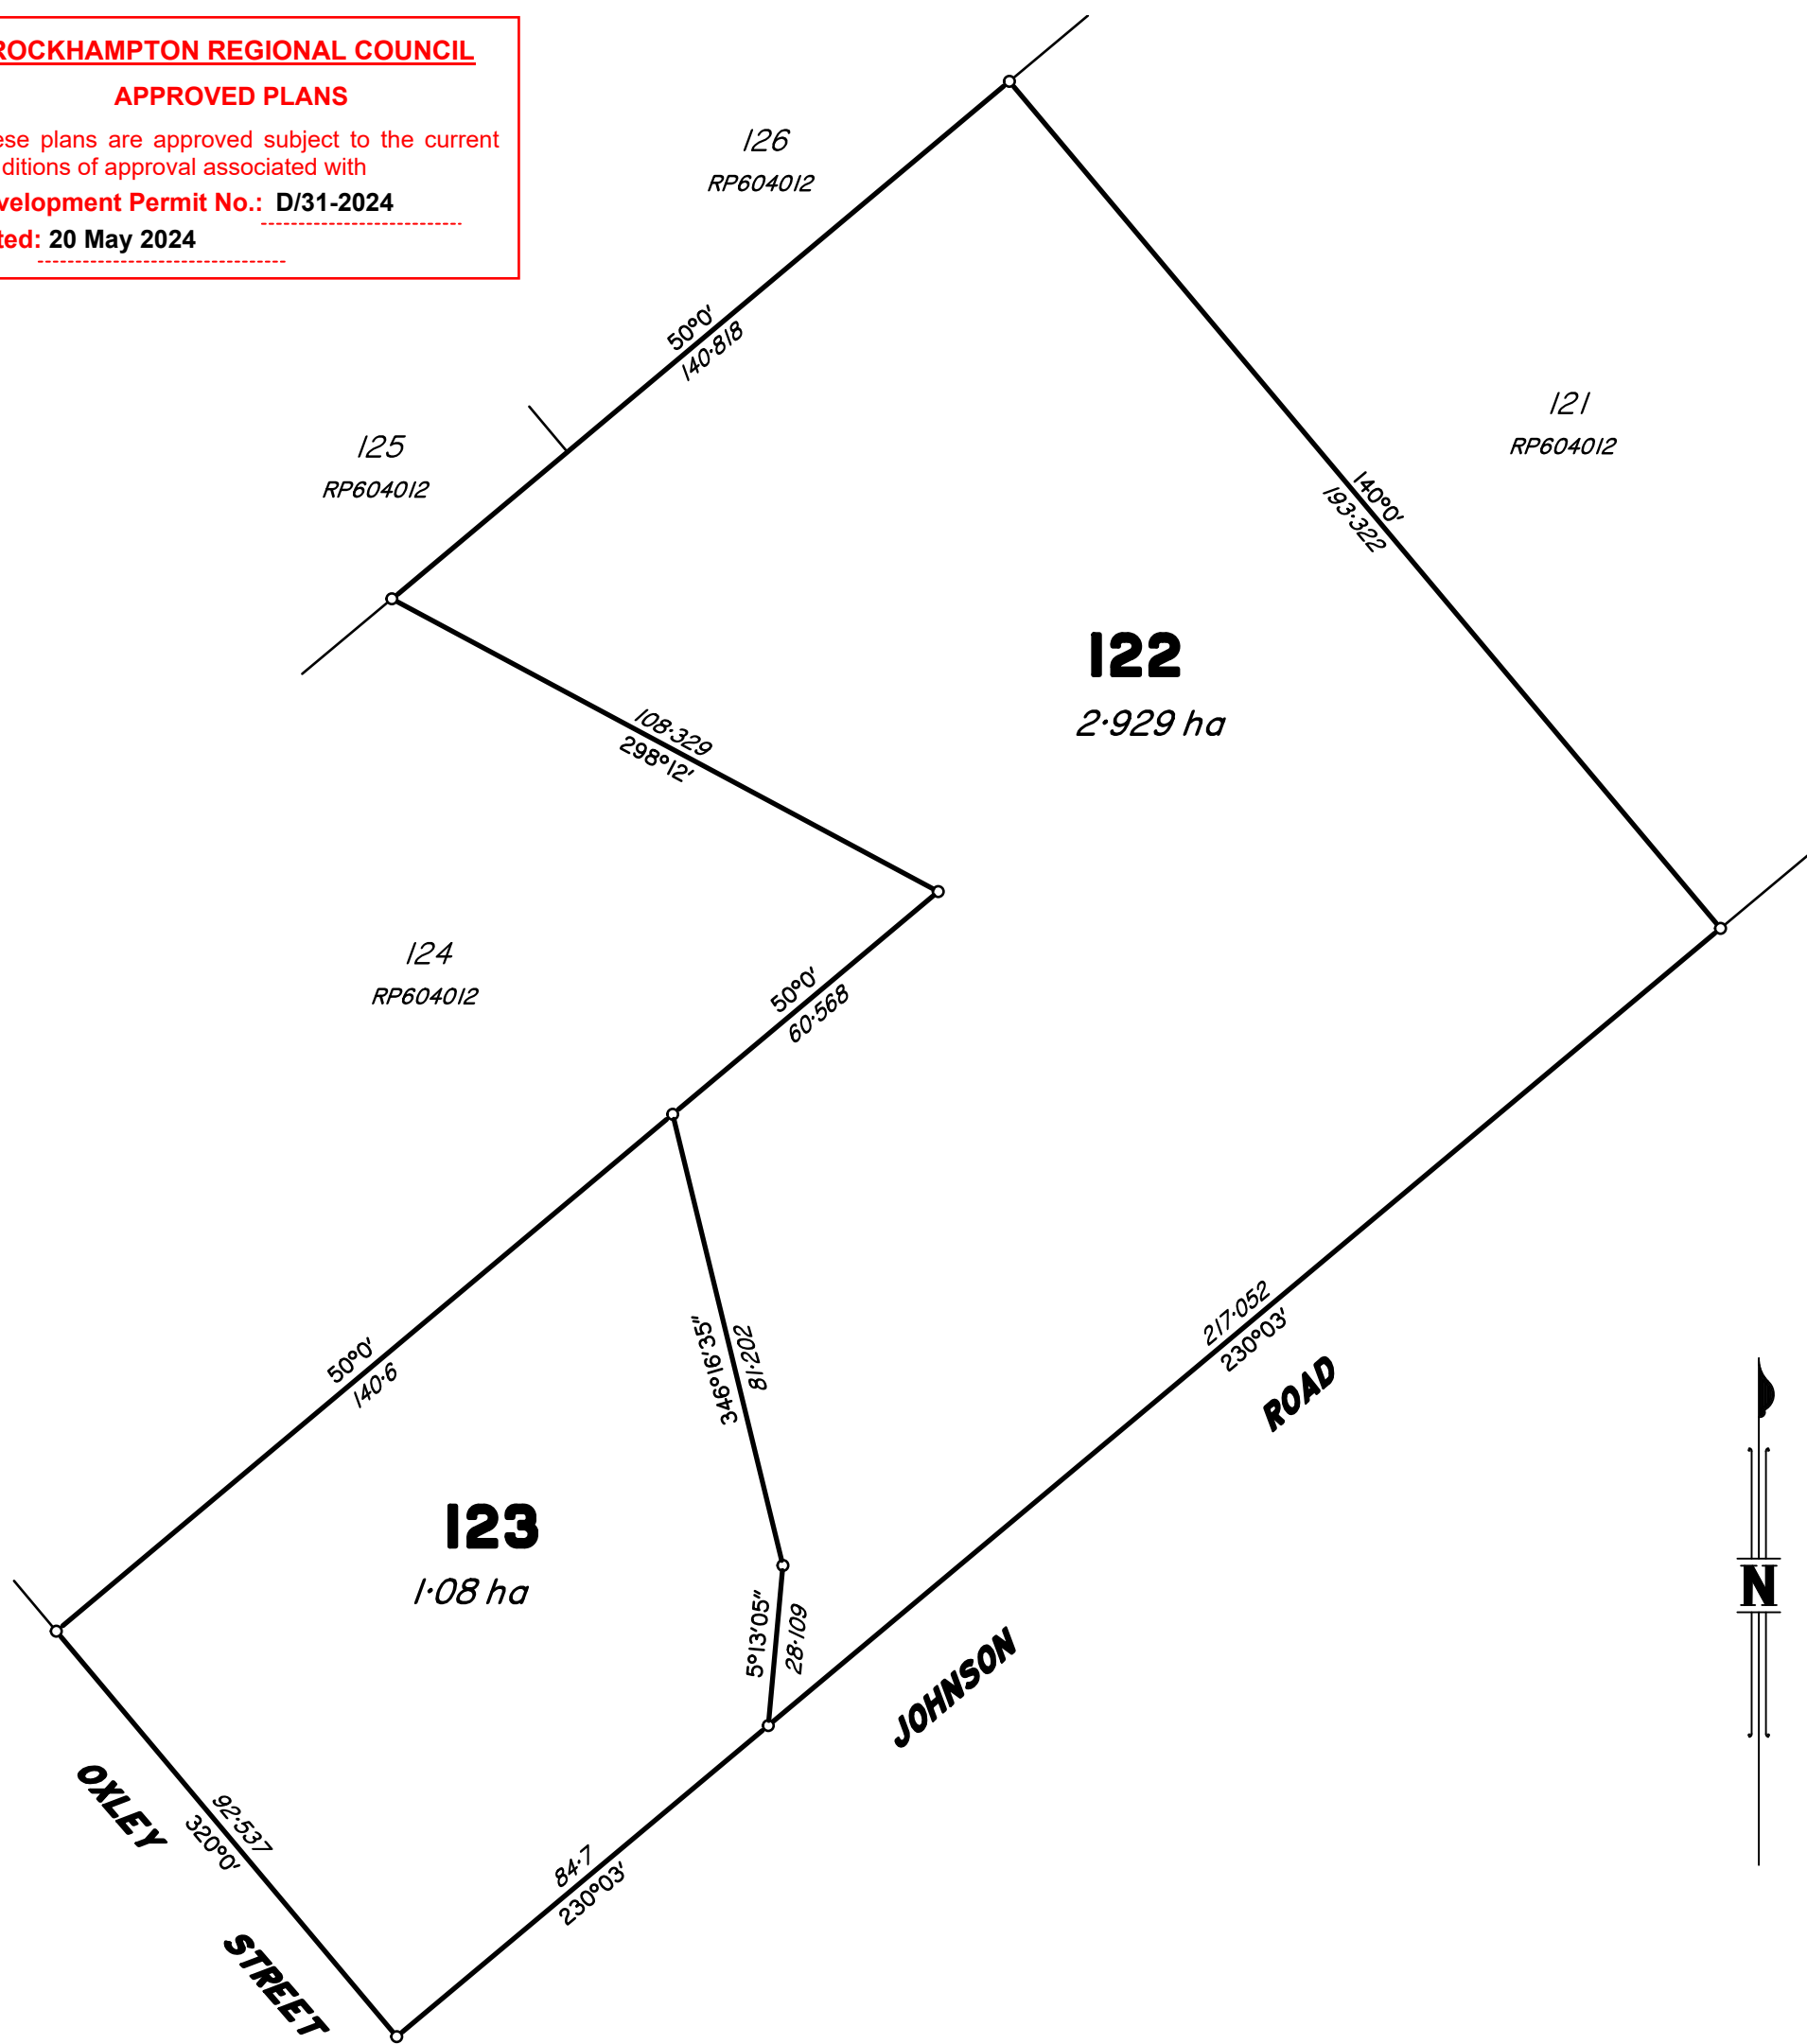 ROCKHAMPTON REGIONAL COUNCIL
APPROVED PLANS
ese plans are approved subject to the current
ditions of approval associated with
velopment Permit No.: D/31-2024
ted: 20 May 2024
126
RP604012
50°0'
140·818
125
RP604012
121
RP604012
140°0'
193·322
122
2·929 ha
108·329
298°12'
124
RP604012
50°0'
60·568
50°0'
140·6
346°16'35"
81·202
217·052
230°03'
ROAD
123
1·08 ha
5°13'05"
28·109
JOHNSON
N
OXLEY
92·537
320°0'
84·7
230°03'
STREET